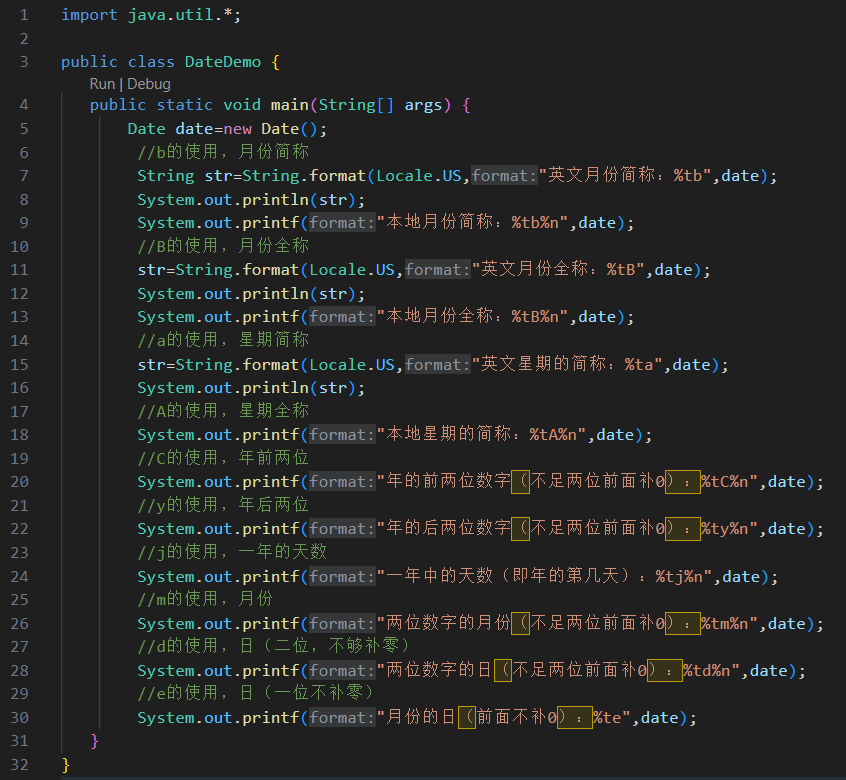 1 import java.util.*;
2
3 public class DateDemo {
Run | Debug
4 public static void main(String[] args) {
5 Date date=new Date();
6 //b的使用，月份简称
7 String str=String.format(Locale.US,format:"英文月份简称：%tb",date);
8 System.out.println(str);
9 System.out.printf(format:"本地月份简称：%tb%n",date);
10 //B的使用，月份全称
11 str=String.format(Locale.US,format:"英文月份全称：%tB",date);
12 System.out.println(str);
13 System.out.printf(format:"本地月份全称：%tB%n",date);
14 //a的使用，星期简称
15 str=String.format(Locale.US,format:"英文星期的简称：%ta",date);
16 System.out.println(str);
17 //A的使用，星期全称
18 System.out.printf(format:"本地星期的简称：%tA%n",date);
19 //C的使用，年前两位
20 System.out.printf(format:"年的前两位数字（不足两位前面补0）：%tC%n",date);
21 //y的使用，年后两位
22 System.out.printf(format:"年的后两位数字（不足两位前面补0）：%ty%n",date);
23 //j的使用，一年的天数
24 System.out.printf(format:"一年中的天数（即年的第几天）：%tj%n",date);
25 //m的使用，月份
26 System.out.printf(format:"两位数字的月份（不足两位前面补0）：%tm%n",date);
27 //d的使用，日（二位，不够补零）
28 System.out.printf(format:"两位数字的日（不足两位前面补0）：%td%n",date);
29 //e的使用，日（一位不补零）
30 System.out.printf(format:"月份的日（前面不补0）：%te",date);
31 }
32 }